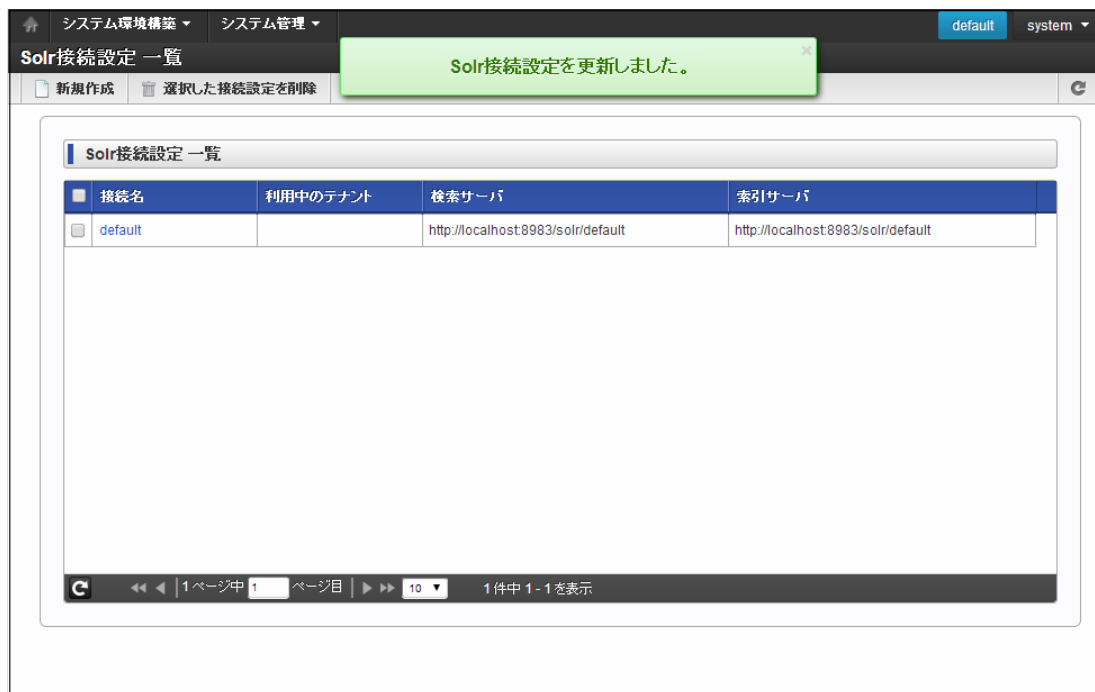 システム環境構築 ▼ システム管理 ▼ default system ▼
Solr接続設定 一覧
Solr接続設定を更新しました。 ×
新規作成 選択した接続設定を削除
Solr接続設定 一覧
接続名 利用中のテナント 検索サーバ 索引サーバ
default http://localhost:8983/solr/default http://localhost:8983/solr/default
1 ページ中 1 ページ目 10 ▼ 1 件中 1 - 1 を表示